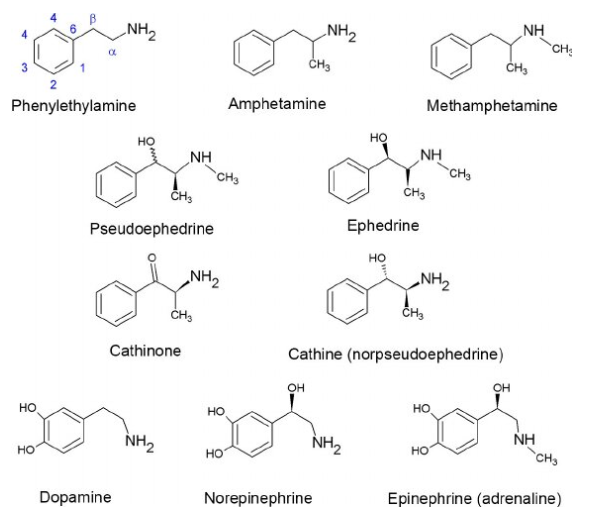 4 β
4 6 NH2
α
3 1
2
Phenylethylamine
NH2
CH3
Amphetamine
NH
CH3
CH3
Methamphetamine
HO
NH
CH3
CH3
Pseudoephedrine
HO
NH
CH3
CH3
Ephedrine
O
NH2
CH3
Cathinone
HO
NH2
CH3
Cathine (norpseudoephedrine)
HO
HO
NH2
Dopamine
OH
HO
HO
NH2
Norepinephrine
OH
HO
HO
NH
CH3
Epinephrine (adrenaline)